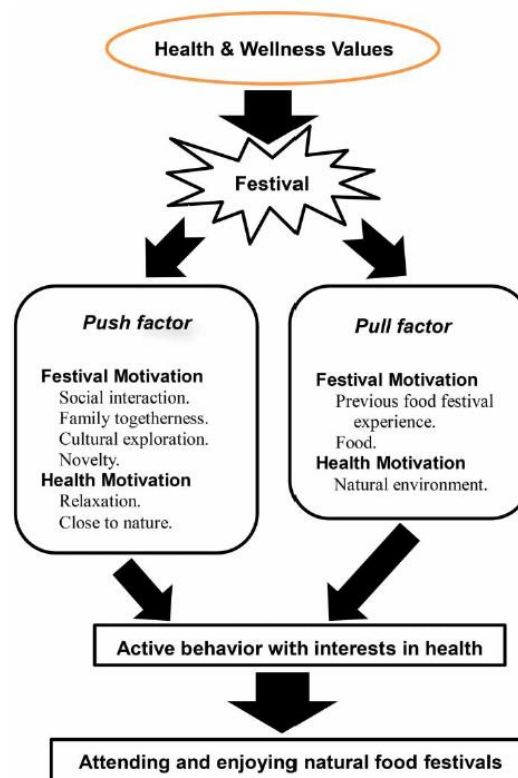 Health & Wellness Values
Festival
Push factor
Festival Motivation
Social interaction.
Family togetherness.
Cultural exploration.
Novelty.
Health Motivation
Relaxation.
Close to nature.
Pull factor
Festival Motivation
Previous food festival
experience.
Food.
Health Motivation
Natural environment.
Active behavior with interests in health
Attending and enjoying natural food festivals